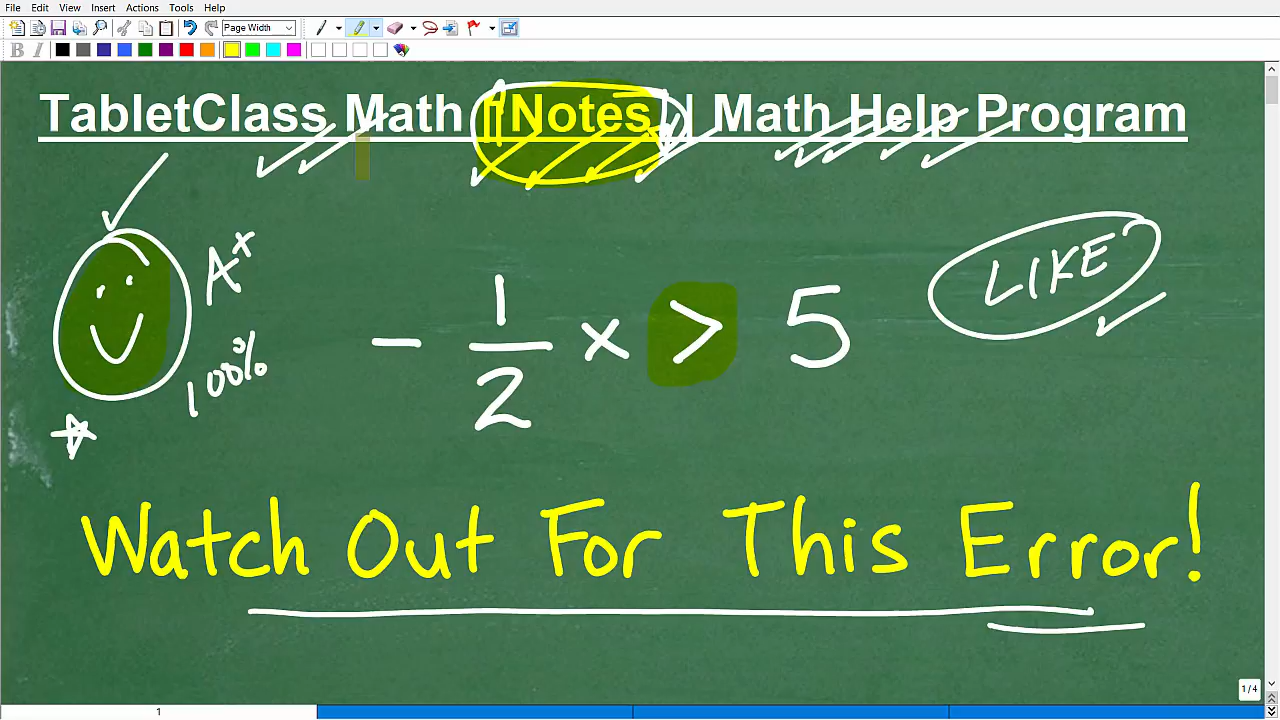 File Edit View Insert Actions Tools Help
Page Width
B I
TabletClass Math || Notes || Math Help Program
A+
100%
LIKE
- 1/2 x > 5
Watch Out For This Error!
1/4
1